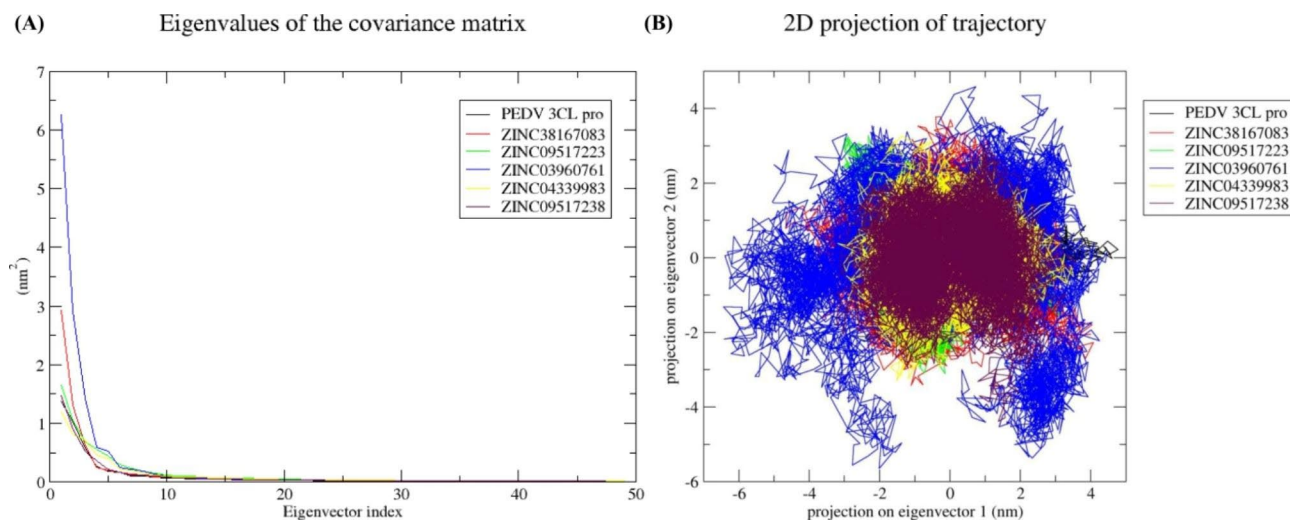 (A) Eigenvalues of the covariance matrix
7
6
5
4
3
2
1
0
(nm²)
0 10 20 30 40 50
Eigenvector index
PEDV 3CL pro
ZINC38167083
ZINC09517223
ZINC03960761
ZINC04339983
ZINC09517238
(B) 2D projection of trajectory
4
2
0
-2
-4
-6
projection on eigenvector 2 (nm)
-6 -4 -2 0 2 4
projection on eigenvector 1 (nm)
PEDV 3CL pro
ZINC38167083
ZINC09517223
ZINC03960761
ZINC04339983
ZINC09517238